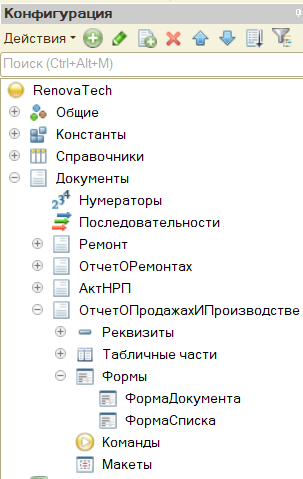 Конфигурация
Действия
Поиск (Ctrl+Alt+M)
RenovaTech
Общие
Константы
Справочники
Документы
Нумераторы
Последовательности
Ремонт
ОтчетОРемонтах
АктНРП
ОтчетОПродажахИПроизводстве
Реквизиты
Табличные части
Формы
ФормаДокумента
ФормаСписка
Команды
Макеты